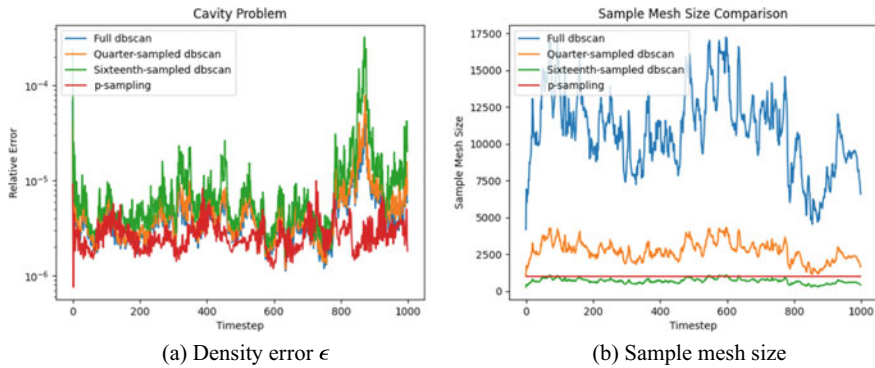 Cavity Problem
Full dbscan
Quarter-sampled dbscan
Sixteenth-sampled dbscan
p-sampling
10⁻⁴
10⁻⁵
10⁻⁶
Relative Error
0 200 400 600 800 1000
Timestep
(a) Density error ϵ
Sample Mesh Size Comparison
Full dbscan
Quarter-sampled dbscan
Sixteenth-sampled dbscan
p-sampling
17500
15000
12500
10000
7500
5000
2500
0
Sample Mesh Size
0 200 400 600 800 1000
Timestep
(b) Sample mesh size